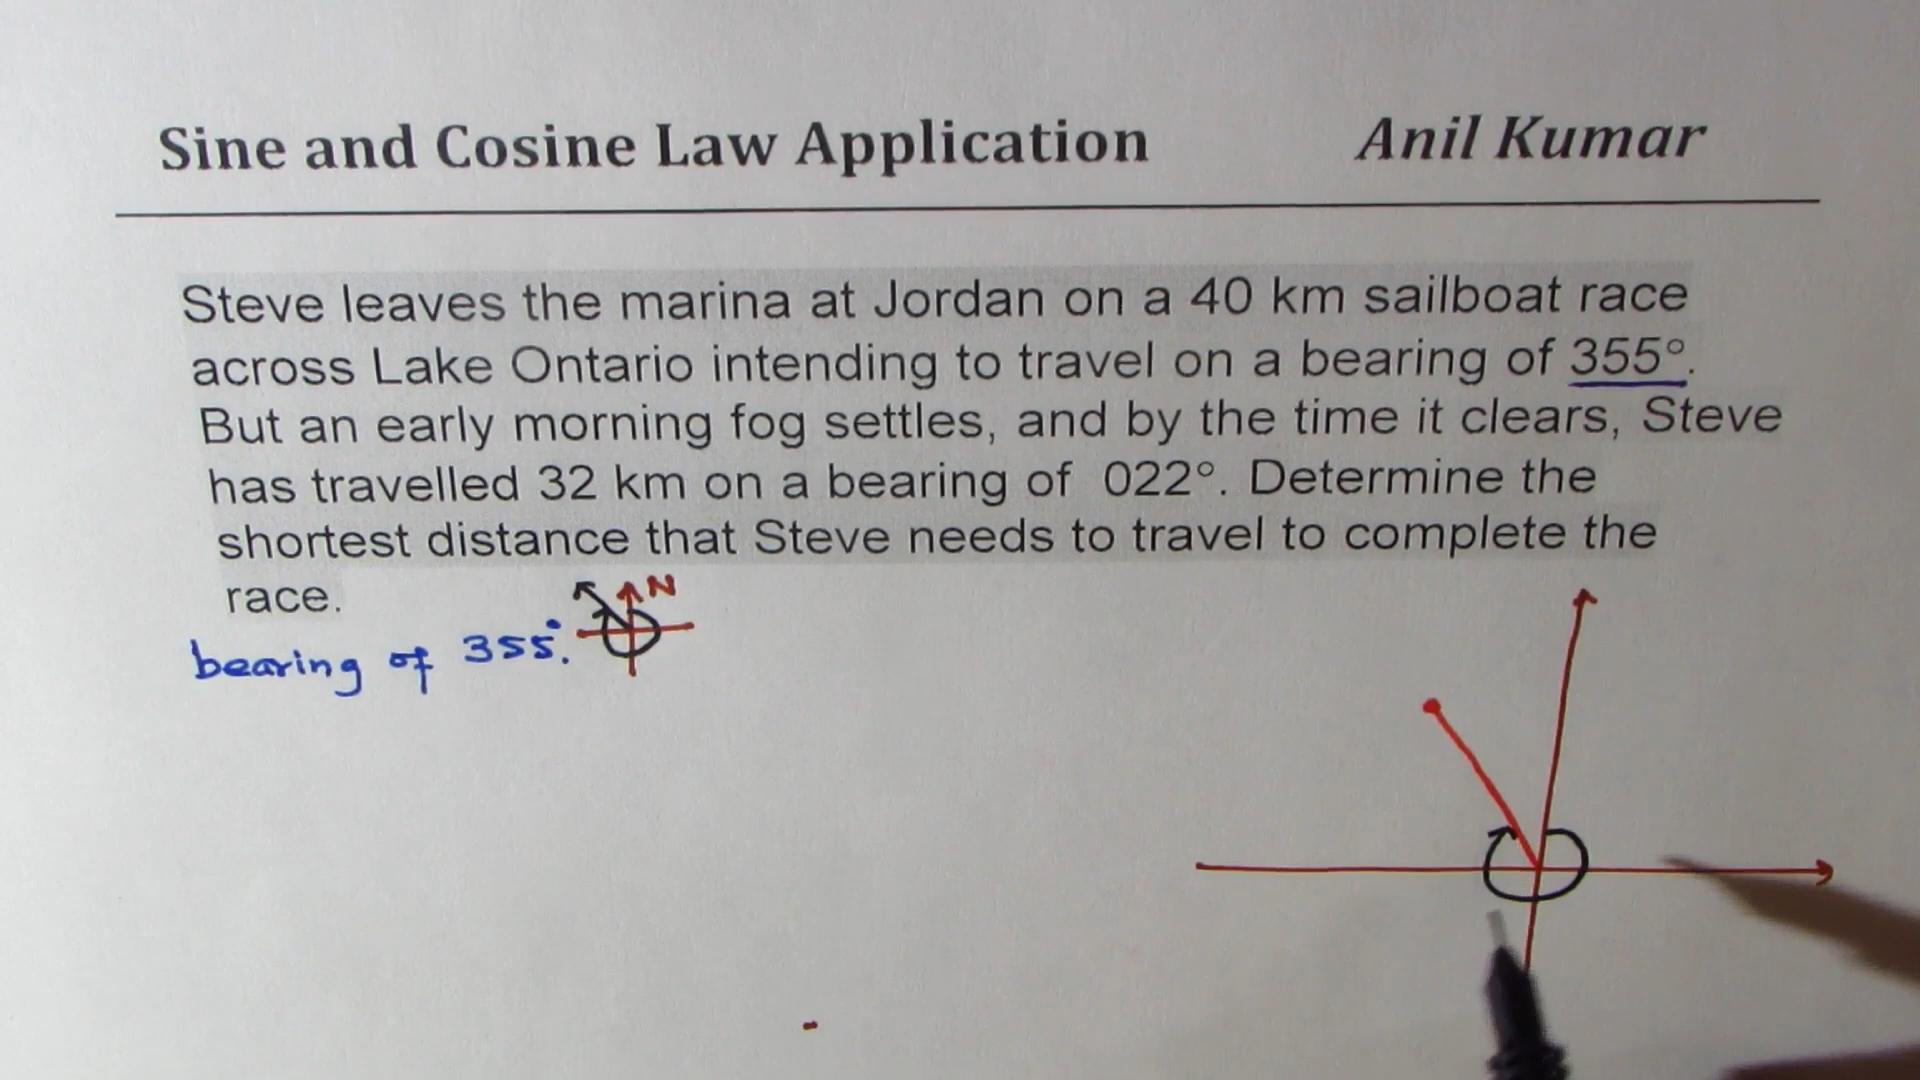 Sine and Cosine Law Application Anil Kumar
Steve leaves the marina at Jordan on a 40 km sailboat race
across Lake Ontario intending to travel on a bearing of 355°.
But an early morning fog settles, and by the time it clears, Steve
has travelled 32 km on a bearing of 022°. Determine the
shortest distance that Steve needs to travel to complete the
race.
N
bearing of 355°.